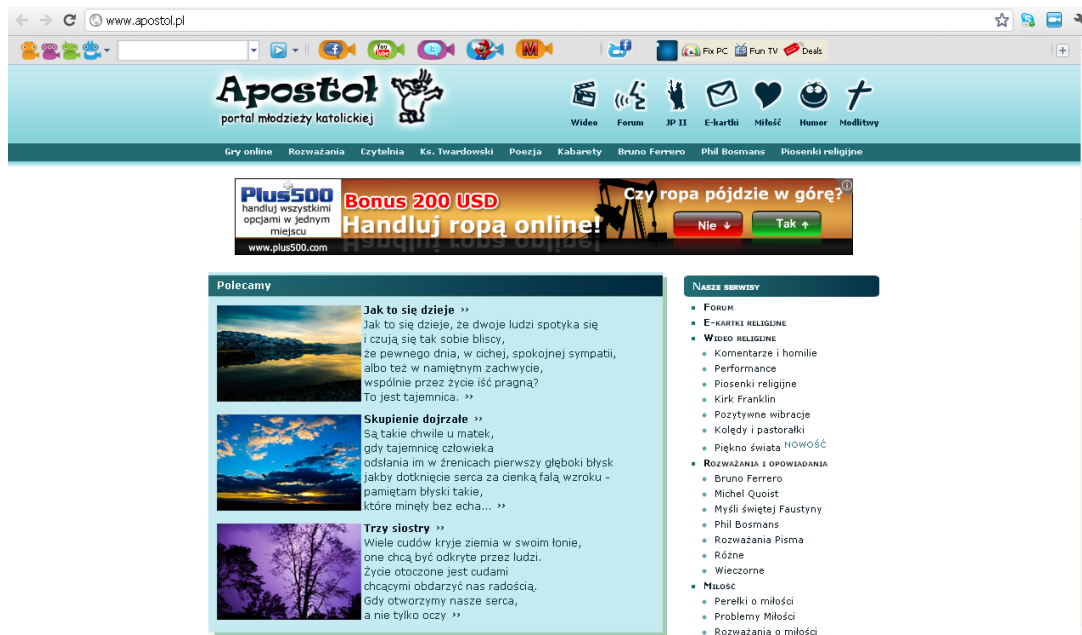 www.apostol.pl
You
Tube
M
Fix PC
Fun TV
Deals
Apostoł
portal młodzieży katolickiej
Wideo
Forum
JP II
E-kartki
Miłość
Humor
Modlitwy
Gry online
Rozważania
Czytelnia
Ks. Twardowski
Poezja
Kabarety
Bruno Ferrero
Phil Bosmans
Piosenki religijne
Plus500
handluj wszystkimi
opcjami w jednym
miejscu
www.plus500.com
Bonus 200 USD
Handluj ropą online!
Czy ropa pójdzie w górę?
Nie ↓
Tak ↑
Polecamy
Jak to się dzieje ››
Jak to się dzieje, że dwoje ludzi spotyka się
i czują się tak sobie bliscy,
że pewnego dnia, w cichej, spokojnej sympatii,
albo też w namiętnym zachwycie,
wspólnie przez życie iść pragną?
To jest tajemnica. ››
Skupienie dojrzałe ››
Są takie chwile u matek,
gdy tajemnicę człowieka
odsłania im w źrenicach pierwszy głęboki błysk
jakby dotknięcie serca za cienką falą wzroku -
pamiętam błyski takie,
które minęły bez echa... ››
Trzy siostry ››
Wiele cudów kryje ziemia w swoim łonie,
one chcą być odkryte przez ludzi.
Życie otoczone jest cudami
chcącymi obdarzyć nas radością.
Gdy otworzymy nasze serca,
a nie tylko oczy ››
Nasze serwisy
Forum
E-kartki religijne
Wideo religijne
Komentarze i homilie
Performance
Piosenki religijne
Kirk Franklin
Pozytywne wibracje
Kolędy i pastorałki
Piękno świata NOWOŚĆ
Rozważania i opowiadania
Bruno Ferrero
Michel Quoist
Myśli świętej Faustyny
Phil Bosmans
Rozważania Pisma
Różne
Wieczorne
Miłość
Perełki o miłości
Problemy Miłości
Rozważania o miłości